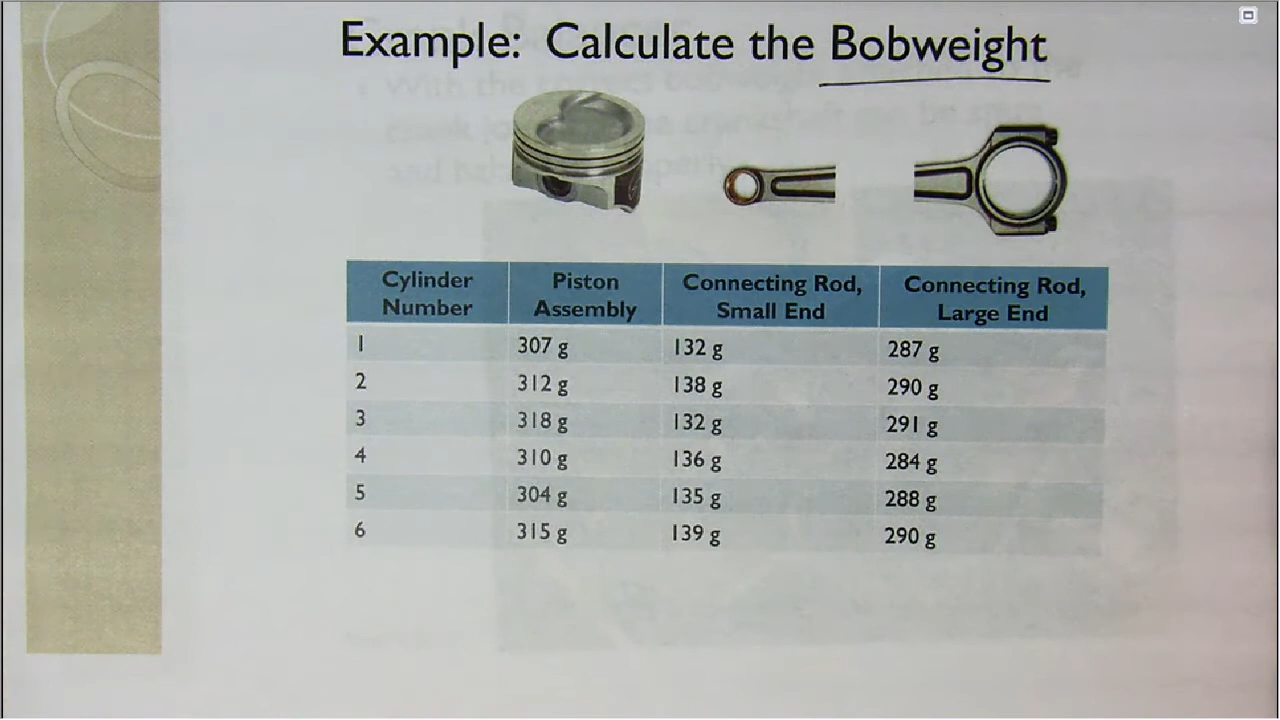 Example: Calculate the Bobweight
Cylinder Number Piston Assembly Connecting Rod, Small End Connecting Rod, Large End
1 307 g 132 g 287 g
2 312 g 138 g 290 g
3 318 g 132 g 291 g
4 310 g 136 g 284 g
5 304 g 135 g 288 g
6 315 g 139 g 290 g